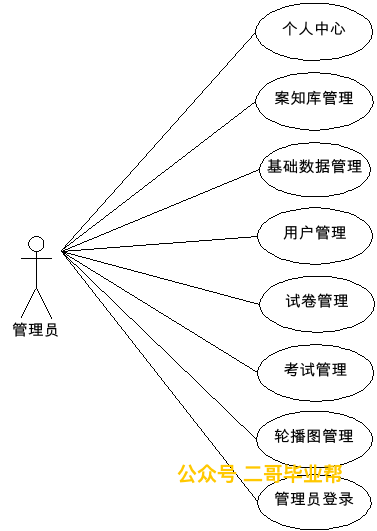 个人中心
案知库管理
基础数据管理
用户管理
管理员
试卷管理
考试管理
轮播图管理
公众号 二哥毕业帮
管理员登录